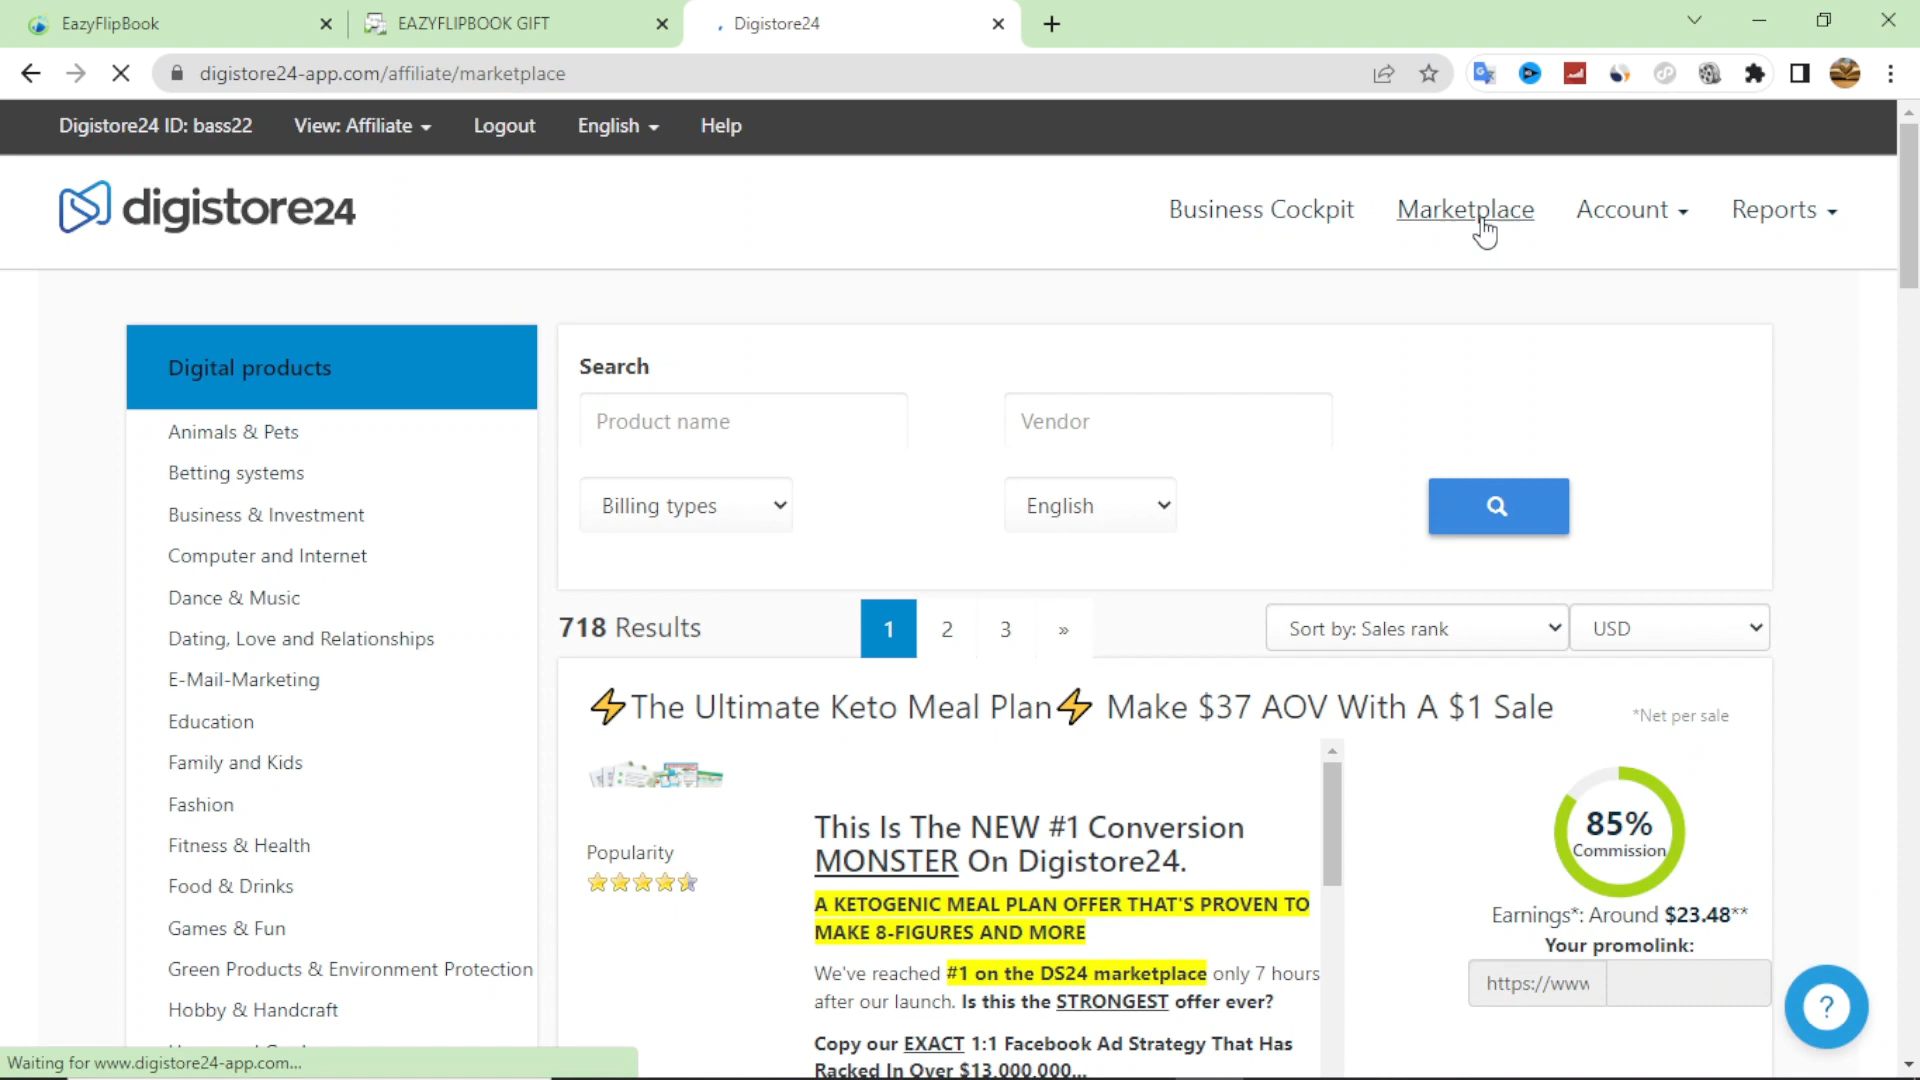 EazyFlipBook
EAZYFLIPBOOK GIFT
Digistore24
digistore24-app.com/affiliate/marketplace
Digistore24 ID: bass22
View: Affiliate
Logout
English
Help
digistore24
Business Cockpit
Marketplace
Account
Reports
Digital products
Animals & Pets
Betting systems
Business & Investment
Computer and Internet
Dance & Music
Dating, Love and Relationships
E-Mail-Marketing
Education
Family and Kids
Fashion
Fitness & Health
Food & Drinks
Games & Fun
Green Products & Environment Protection
Hobby & Handcraft
Search
Product name
Vendor
Billing types
English
718 Results
1 2 3 »
Sort by: Sales rank
USD
⚡The Ultimate Keto Meal Plan⚡ Make $37 AOV With A $1 Sale
*Net per sale
Popularity
This Is The NEW #1 Conversion
MONSTER On Digistore24.
A KETOGENIC MEAL PLAN OFFER THAT'S PROVEN TO
MAKE 8-FIGURES AND MORE
We've reached #1 on the DS24 marketplace only 7 hours
after our launch. Is this the STRONGEST offer ever?
Copy our EXACT 1:1 Facebook Ad Strategy That Has
Racked In Over $13,000,000...
85%
Commission
Earnings*: Around $23.48**
Your promolink:
https://www
?
Waiting for www.digistore24-app.com...